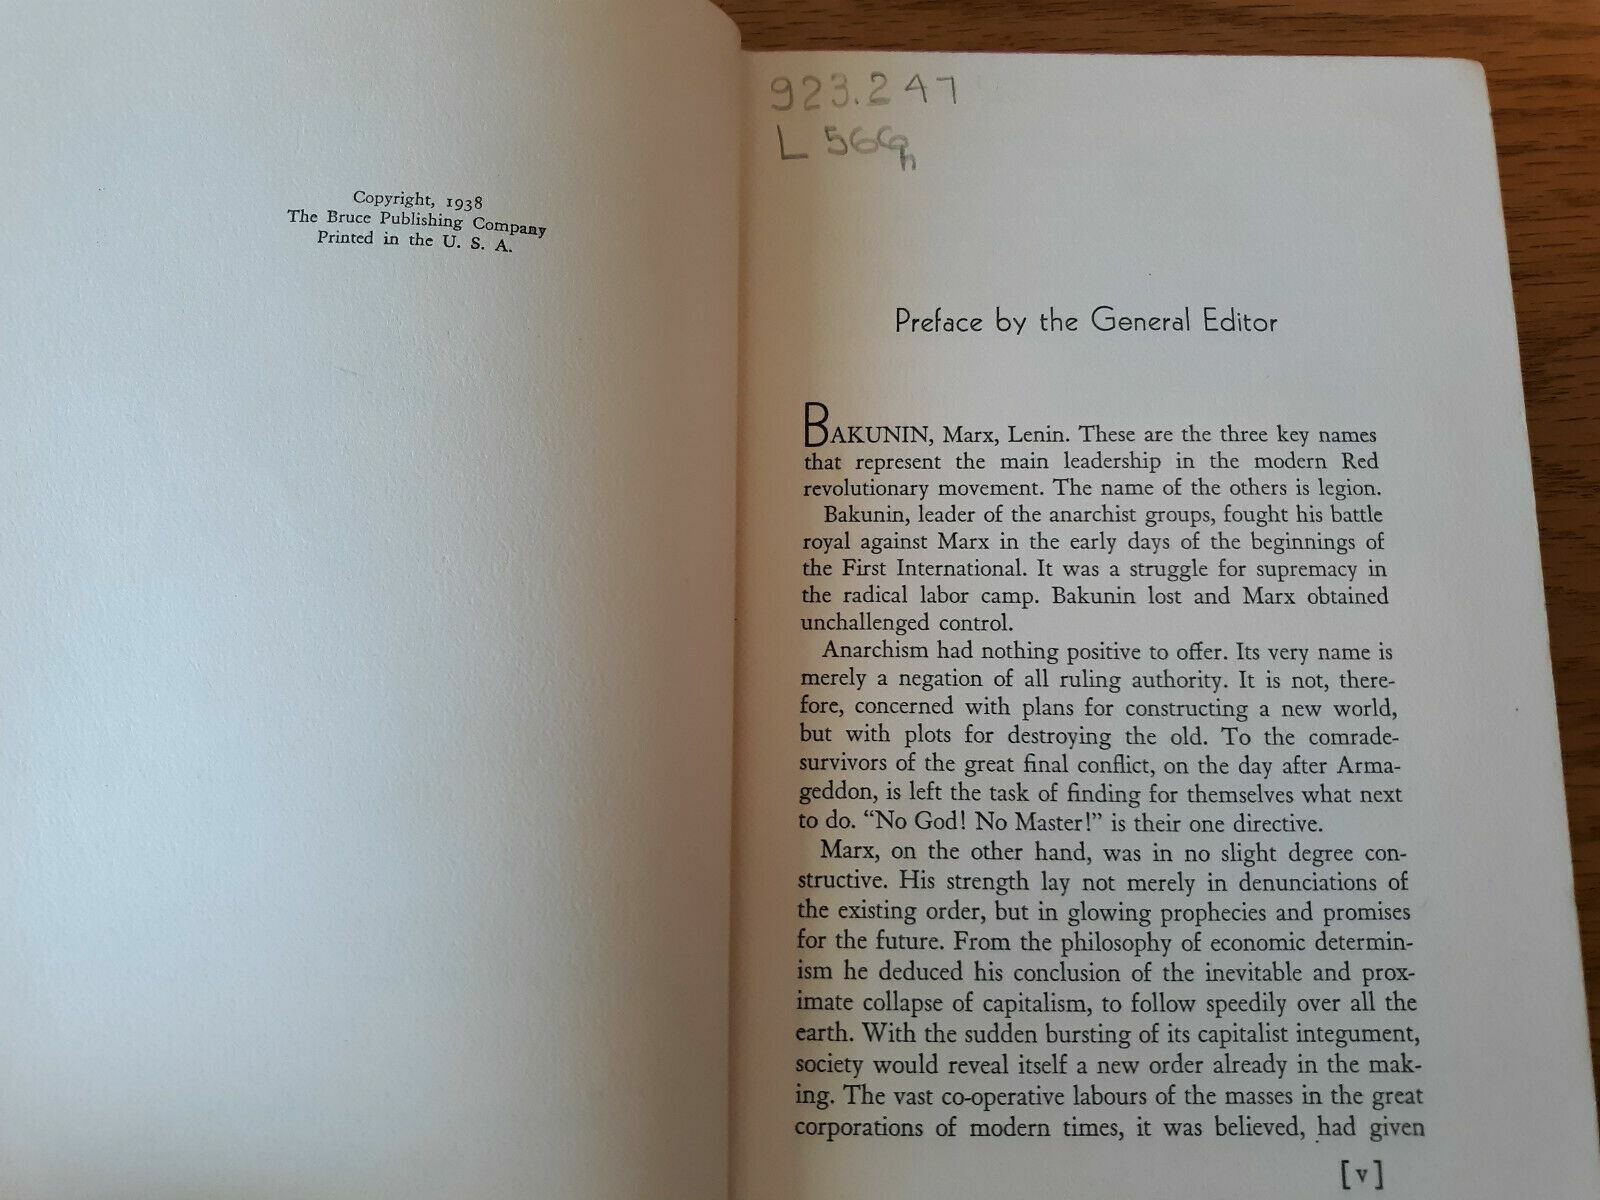 Copyright, 1938
The Bruce Publishing Company
Printed in the U. S. A.
923.247
L 566h
Preface by the General Editor
BAKUNIN, Marx, Lenin. These are the three key names
that represent the main leadership in the modern Red
revolutionary movement. The name of the others is legion.
Bakunin, leader of the anarchist groups, fought his battle
royal against Marx in the early days of the beginnings of
the First International. It was a struggle for supremacy in
the radical labor camp. Bakunin lost and Marx obtained
unchallenged control.
Anarchism had nothing positive to offer. Its very name is
merely a negation of all ruling authority. It is not, there-
fore, concerned with plans for constructing a new world,
but with plots for destroying the old. To the comrade-
survivors of the great final conflict, on the day after Arma-
geddon, is left the task of finding for themselves what next
to do. “No God! No Master!” is their one directive.
Marx, on the other hand, was in no slight degree con-
structive. His strength lay not merely in denunciations of
the existing order, but in glowing prophecies and promises
for the future. From the philosophy of economic determin-
ism he deduced his conclusion of the inevitable and prox-
imate collapse of capitalism, to follow speedily over all the
earth. With the sudden bursting of its capitalist integument,
society would reveal itself a new order already in the mak-
ing. The vast co-operative labours of the masses in the great
corporations of modern times, it was believed, had given
[v]